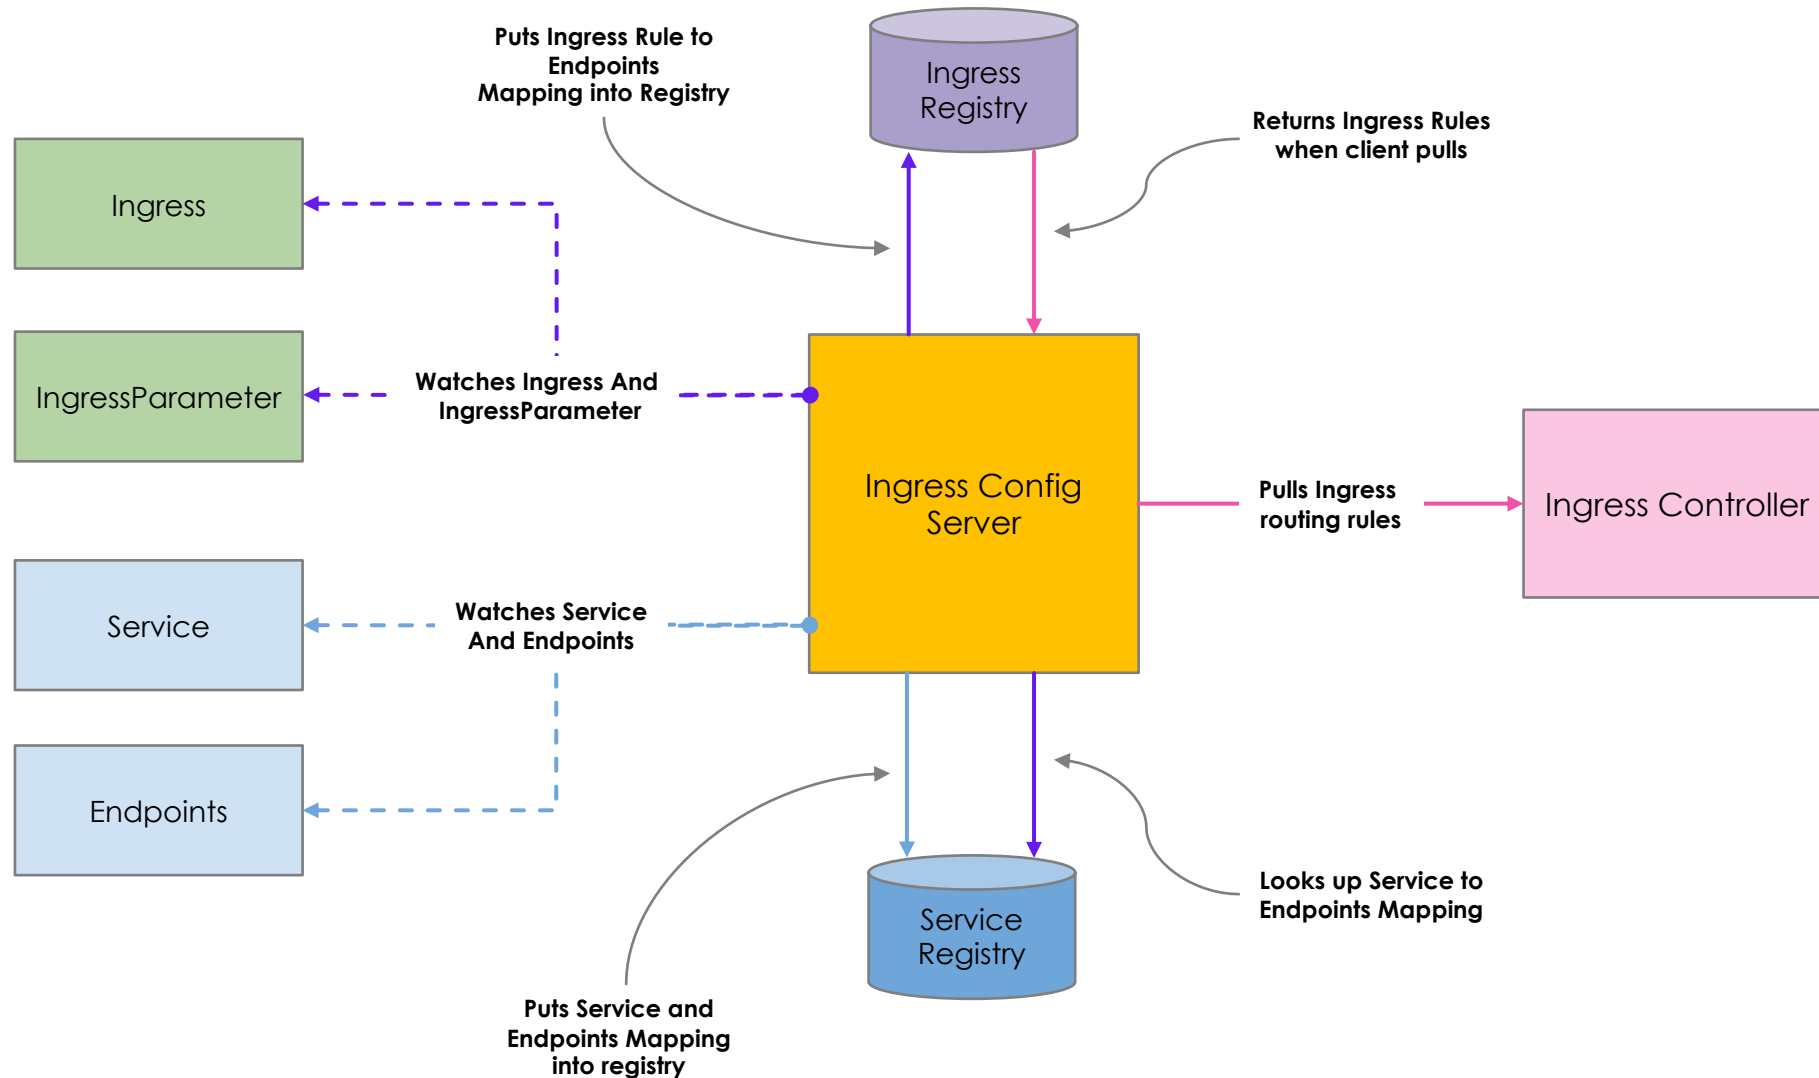 Puts Ingress Rule to
Endpoints
Mapping into Registry
Ingress
Registry
Returns Ingress Rules
when client pulls
Ingress
IngressParameter
Watches Ingress And
IngressParameter
Ingress Config
Server
Pulls Ingress
routing rules
Ingress Controller
Service
Watches Service
And Endpoints
Endpoints
Service
Registry
Looks up Service to
Endpoints Mapping
Puts Service and
Endpoints Mapping
into registry